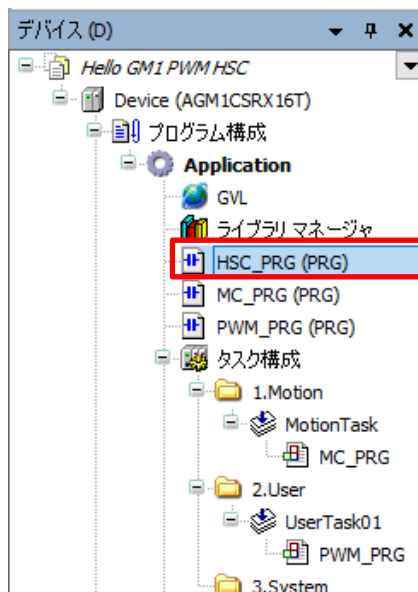 デバイス (D)
Hello GM1 PWM HSC
Device (AGM1CSRX16T)
プログラム構成
Application
GVL
ライブラリ マネージャ
HSC_PRG (PRG)
MC_PRG (PRG)
PWM_PRG (PRG)
タスク構成
1.Motion
MotionTask
MC_PRG
2.User
UserTask01
PWM_PRG
3.System